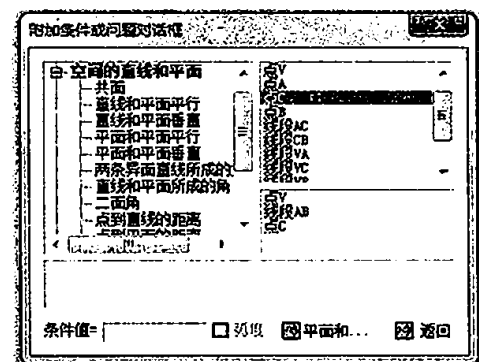 附加条件或问题对话框
空间的直线和平面
共面
直线和平面平行
直线和平面垂直
平面和平面平行
平面和平面垂直
两条异面直线所成的
直线和平面所成的角
二面角
点到直线的距离
点V
点A
点B
线段AC
线段CB
线段VA
线段VC
点V
线段AB
点C
条件值=
弧度
平面和...
返回